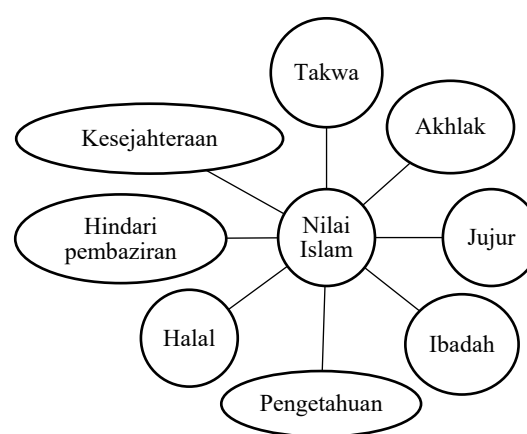 Takwa
Kesejahteraan
Akhlak
Nilai
Islam
Hindari
pembaziran
Jujur
Halal
Ibadah
Pengetahuan